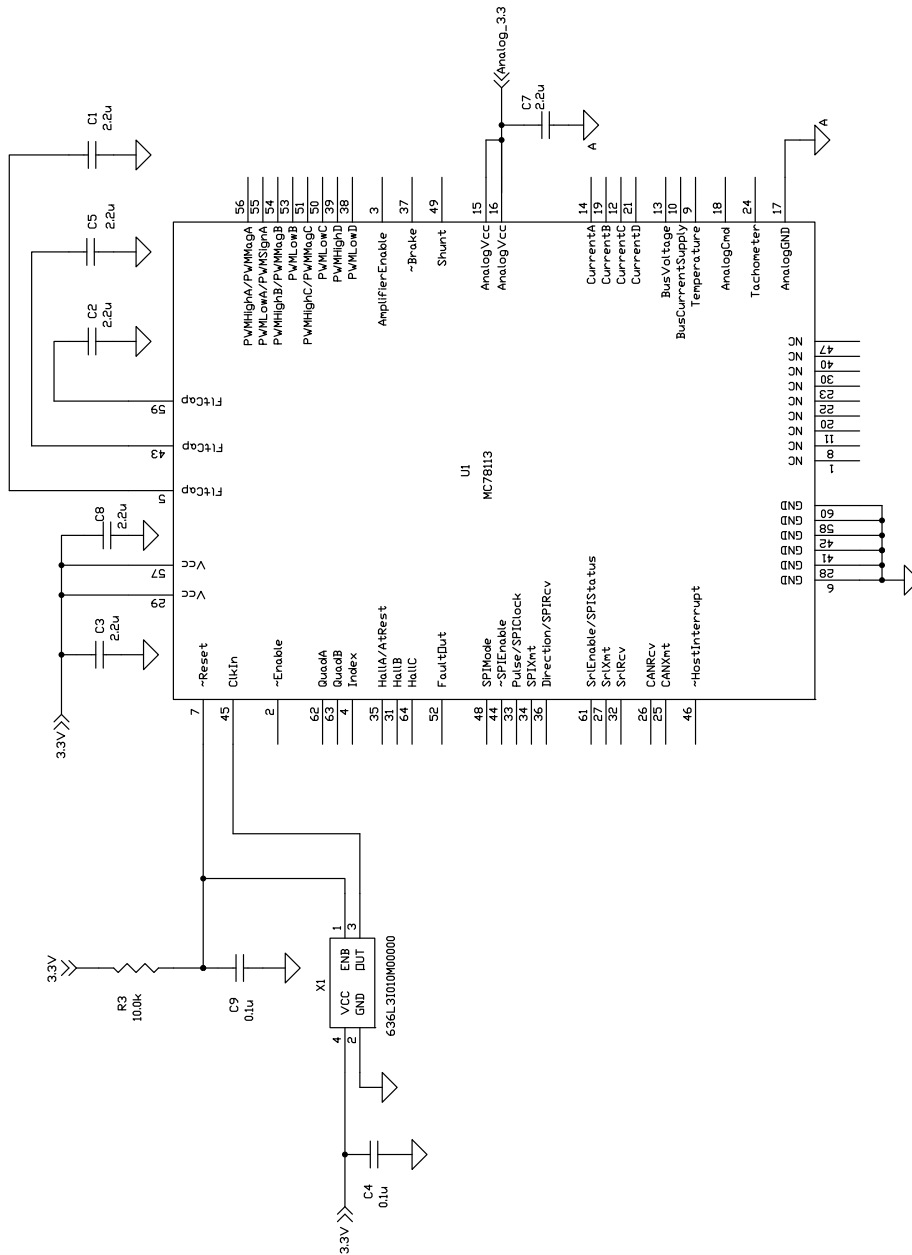 C1
2.2u
C5
2.2u
C2
2.2u
59
43
5
FltCap
FltCap
FltCap
C8
2.2u
57
29
Vcc
Vcc
C3
2.2u
3.3V
7
~Reset
45
ClkIn
2
~Enable
62
QuadA
63
QuadB
4
Index
35
HallA/AtRest
31
HallB
64
HallC
52
FaultOut
48
SPIMode
44
~SPIEnable
33
Pulse/SPIClock
34
SPIXmt
36
Direction/SPIRcv
61
SrlEnable/SPIStatus
27
SrlXmt
32
SrlRcv
26
CANRcv
25
CANXmt
46
~HostInterrupt
U1
MC78113
56
PWMHighA/PWMMagA
55
PWMLowA/PWMSignA
54
PWMHighB/PWMMagB
53
PWMLowB
51
PWMHighC/PWMMagC
50
PWMLowC
39
PWMHighD
38
PWMLowD
3
AmplifierEnable
37
~Brake
49
Shunt
15
AnalogVcc
16
AnalogVcc
14
CurrentA
19
CurrentB
12
CurrentC
21
CurrentD
13
BusVoltage
10
BusCurrentSupply
9
Temperature
18
AnalogCmd
24
Tachometer
17
AnalogGND
Analog_3.3
C7
2.2u
A
A
NC
47
NC
40
NC
30
NC
23
NC
22
NC
20
NC
11
NC
8
NC
1
GND
60
GND
58
GND
42
GND
41
GND
28
GND
6
3.3V
R3
10.0k
C9
0.1u
X1
VCC
GND
ENB
OUT
1
3
4
2
636L3I010M00000
3.3V
C4
0.1u